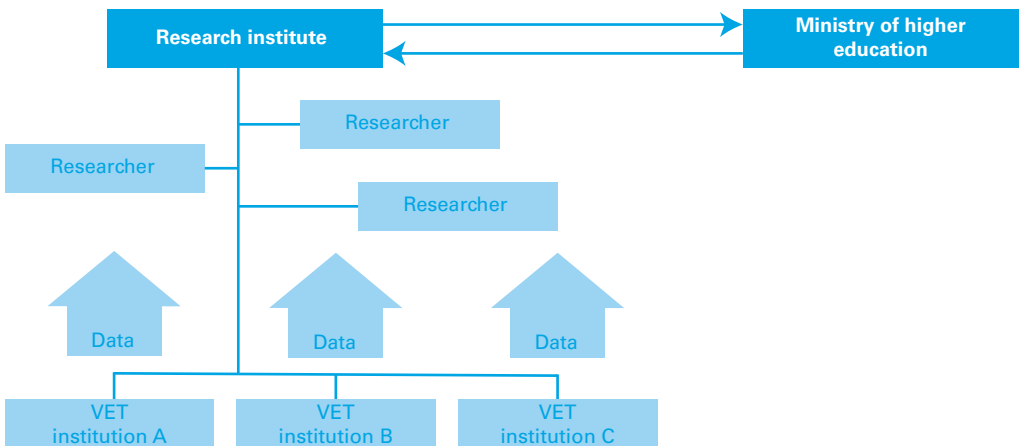 Research institute
Ministry of higher
education
Researcher
Researcher
Researcher
Data
Data
Data
VET
institution A
VET
institution B
VET
institution C